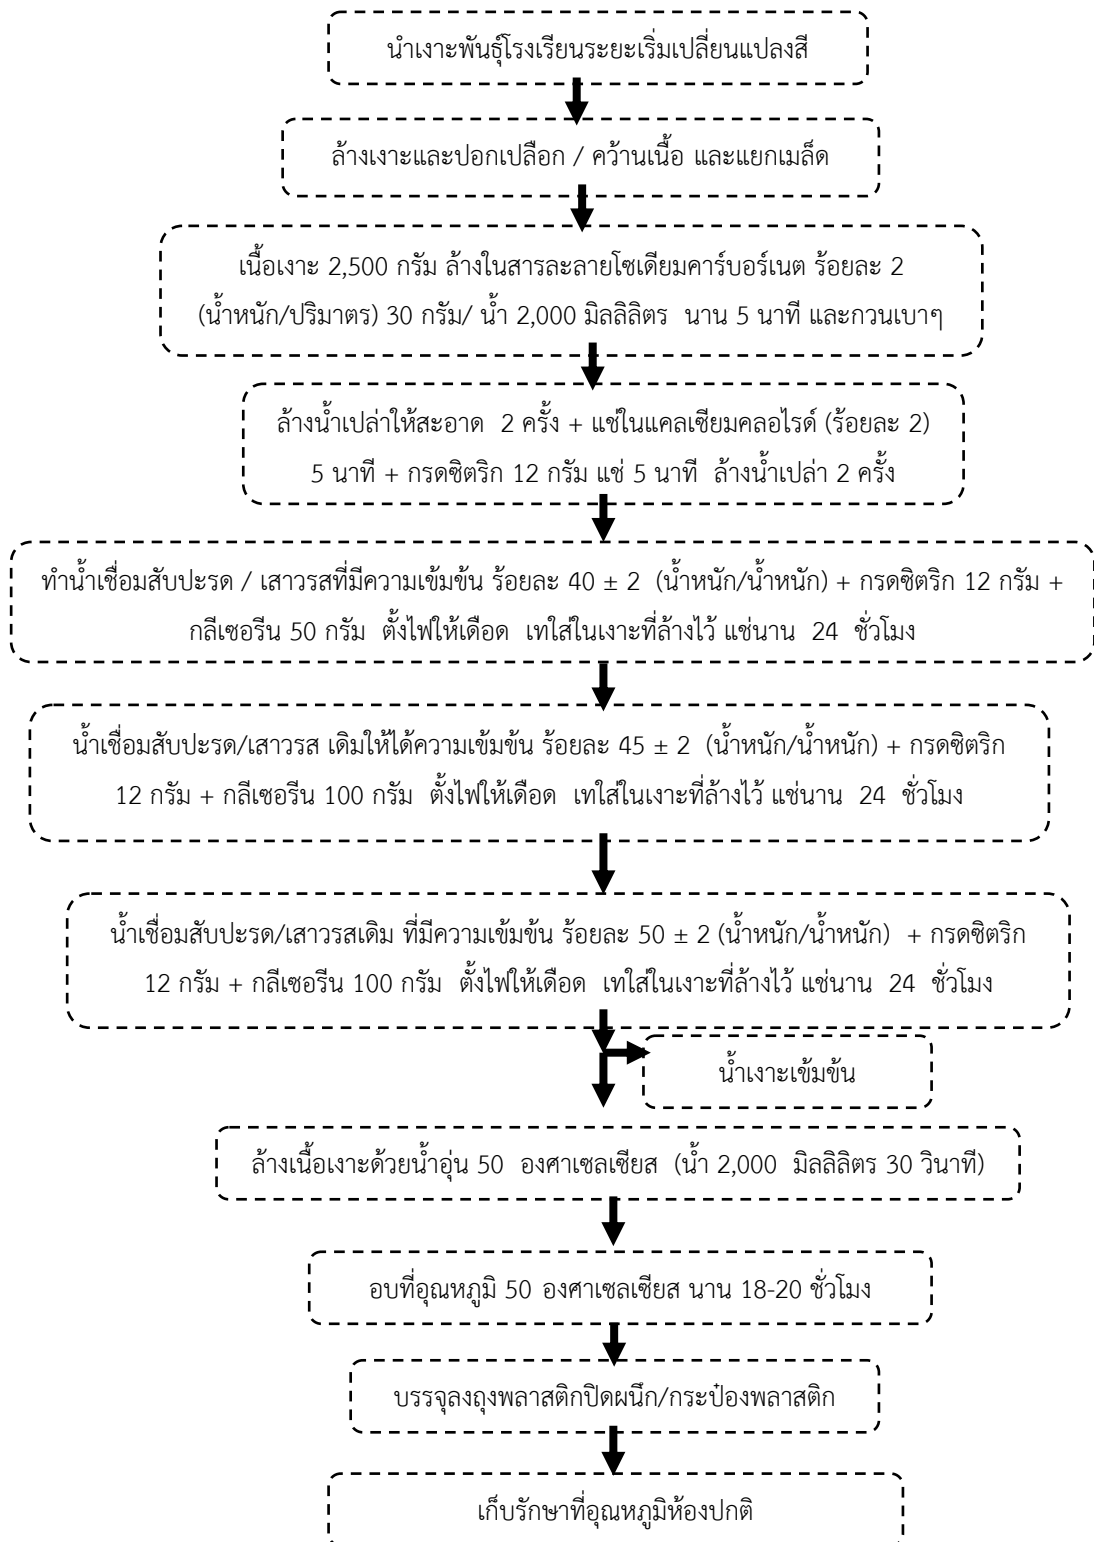 นำเงาะพันธุ์โรงเรียนระยะเริ่มเปลี่ยนแปลงสี
ล้างเงาะและปอกเปลือก / คว้านเนื้อ และแยกเมล็ด
เนื้อเงาะ 2,500 กรัม ล้างในสารละลายโซเดียมคาร์บอร์เนต ร้อยละ 2
(น้ำหนัก/ปริมาตร) 30 กรัม/ น้ำ 2,000 มิลลิลิตร นาน 5 นาที และกวนเบาๆ
ล้างน้ำเปล่าให้สะอาด 2 ครั้ง + แช่ในแคลเซียมคลอไรด์ (ร้อยละ 2)
5 นาที + กรดซิตริก 12 กรัม แช่ 5 นาที ล้างน้ำเปล่า 2 ครั้ง
ทำน้ำเชื่อมสับปะรด / เสาวรสที่มีความเข้มข้น ร้อยละ 40 ± 2 (น้ำหนัก/น้ำหนัก) + กรดซิตริก 12 กรัม +
กลีเซอรีน 50 กรัม ตั้งไฟให้เดือด เทใส่ในเงาะที่ล้างไว้ แช่นาน 24 ชั่วโมง
น้ำเชื่อมสับปะรด/เสาวรส เดิมให้ได้ความเข้มข้น ร้อยละ 45 ± 2 (น้ำหนัก/น้ำหนัก) + กรดซิตริก
12 กรัม + กลีเซอรีน 100 กรัม ตั้งไฟให้เดือด เทใส่ในเงาะที่ล้างไว้ แช่นาน 24 ชั่วโมง
น้ำเชื่อมสับปะรด/เสาวรสเดิม ที่มีความเข้มข้น ร้อยละ 50 ± 2 (น้ำหนัก/น้ำหนัก) + กรดซิตริก
12 กรัม + กลีเซอรีน 100 กรัม ตั้งไฟให้เดือด เทใส่ในเงาะที่ล้างไว้ แช่นาน 24 ชั่วโมง
น้ำเงาะเข้มข้น
ล้างเนื้อเงาะด้วยน้ำอุ่น 50 องศาเซลเซียส (น้ำ 2,000 มิลลิลิตร 30 วินาที)
อบที่อุณหภูมิ 50 องศาเซลเซียส นาน 18-20 ชั่วโมง
บรรจุลงถุงพลาสติกปิดผนึก/กระป๋องพลาสติก
เก็บรักษาที่อุณหภูมิห้องปกติ